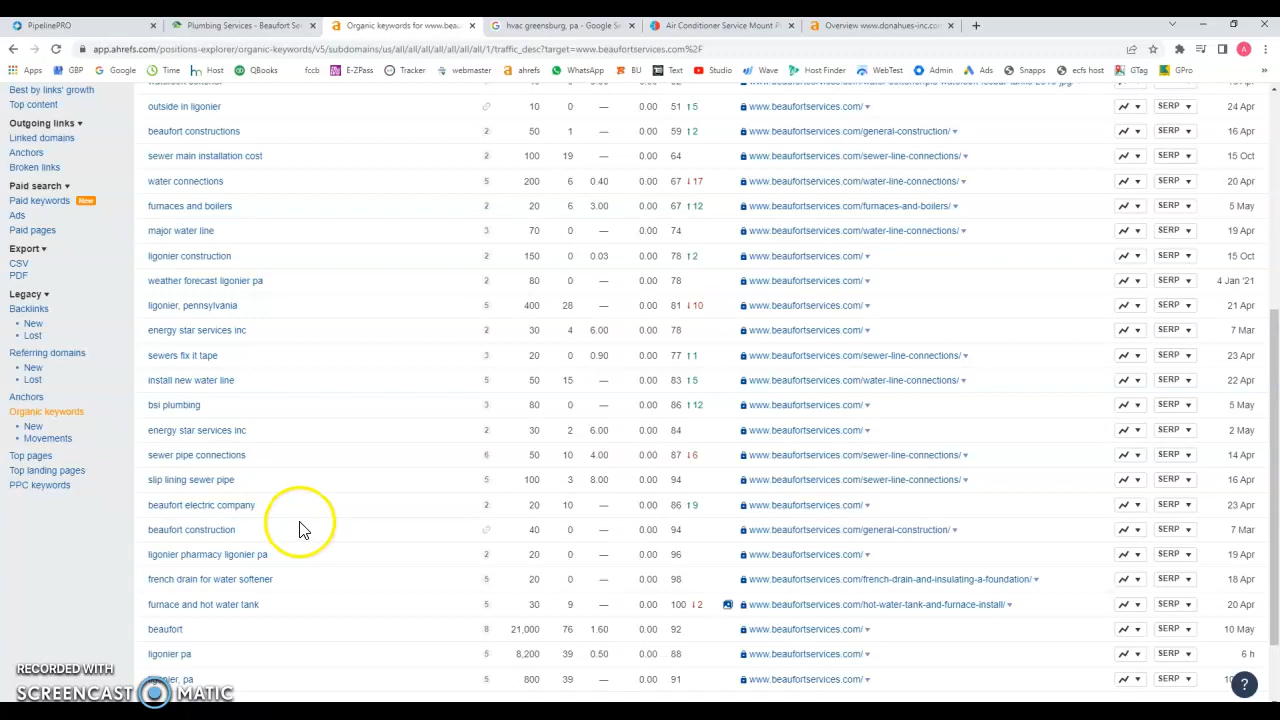 PipelinePRO × Plumbing Services - Beaufort Se × Organic keywords for www.beau × hvac greensburg, pa - Google Se × Air Conditioner Service Mount P × Overview www.donahues-inc.com × +
app.ahrefs.com/positions-explorer/organic-keywords/v5/subdomains/us/all/all/all/all/all/all/1/traffic_desc?target=www.beaufortservices.com%2F
Apps GBP Google Time Host QBooks fccb E-ZPass Tracker webmaster ahrefs WhatsApp BU Text Studio Wave Host Finder WebTest Admin Ads Snapps ecfs host GTag GPro »
Best by links' growth
Top content
Outgoing links
Linked domains
Anchors
Broken links
Paid search
Paid keywords New
Ads
Paid pages
Export
CSV
PDF
Legacy
Backlinks
New
Lost
Referring domains
New
Lost
Anchors
Organic keywords
New
Movements
Top pages
Top landing pages
PPC keywords
outside in ligonier 10 0 — 0.00 51 ↑5 www.beaufortservices.com/ SERP 24 Apr
beaufort constructions 2 50 1 — 0.00 59 ↑2 www.beaufortservices.com/general-construction/ SERP 16 Apr
sewer main installation cost 2 100 19 — 0.00 64 www.beaufortservices.com/sewer-line-connections/ SERP 15 Oct
water connections 5 200 6 0.40 0.00 67 ↓17 www.beaufortservices.com/water-line-connections/ SERP 20 Apr
furnaces and boilers 2 20 6 3.00 0.00 67 ↑12 www.beaufortservices.com/furnaces-and-boilers/ SERP 5 May
major water line 3 70 0 — 0.00 74 www.beaufortservices.com/water-line-connections/ SERP 19 Apr
ligonier construction 2 150 0 0.03 0.00 78 ↑2 www.beaufortservices.com/ SERP 15 Oct
weather forecast ligonier pa 2 80 0 — 0.00 78 www.beaufortservices.com/ SERP 4 Jan '21
ligonier, pennsylvania 5 400 28 — 0.00 81 ↓10 www.beaufortservices.com/ SERP 21 Apr
energy star services inc 2 30 4 6.00 0.00 78 www.beaufortservices.com/ SERP 7 Mar
sewers fix it tape 3 20 0 0.90 0.00 77 ↑1 www.beaufortservices.com/sewer-line-connections/ SERP 23 Apr
install new water line 5 50 15 — 0.00 83 ↑5 www.beaufortservices.com/water-line-connections/ SERP 22 Apr
bsi plumbing 3 80 0 — 0.00 86 ↑12 www.beaufortservices.com/ SERP 5 May
energy star services inc 2 30 2 6.00 0.00 84 www.beaufortservices.com/ SERP 2 May
sewer pipe connections 6 50 10 4.00 0.00 87 ↓6 www.beaufortservices.com/sewer-line-connections/ SERP 14 Apr
slip lining sewer pipe 5 100 3 8.00 0.00 94 www.beaufortservices.com/sewer-line-connections/ SERP 16 Apr
beaufort electric company 2 20 10 — 0.00 86 ↑9 www.beaufortservices.com/ SERP 23 Apr
beaufort construction 40 0 — 0.00 94 www.beaufortservices.com/general-construction/ SERP 7 Mar
ligonier pharmacy ligonier pa 2 20 0 — 0.00 96 www.beaufortservices.com/ SERP 19 Apr
french drain for water softener 5 20 0 — 0.00 98 www.beaufortservices.com/french-drain-and-insulating-a-foundation/ SERP 18 Apr
furnace and hot water tank 5 30 9 — 0.00 100 ↓2 www.beaufortservices.com/hot-water-tank-and-furnace-install/ SERP 20 Apr
beaufort 8 21,000 76 1.60 0.00 92 www.beaufortservices.com/ SERP 10 May
ligonier pa 5 8,200 39 0.50 0.00 88 www.beaufortservices.com/ SERP 6 h
pa 5 800 39 — 0.00 91 www.beaufortservices.com/ SERP
RECORDED WITH
SCREENCAST MATIC
?